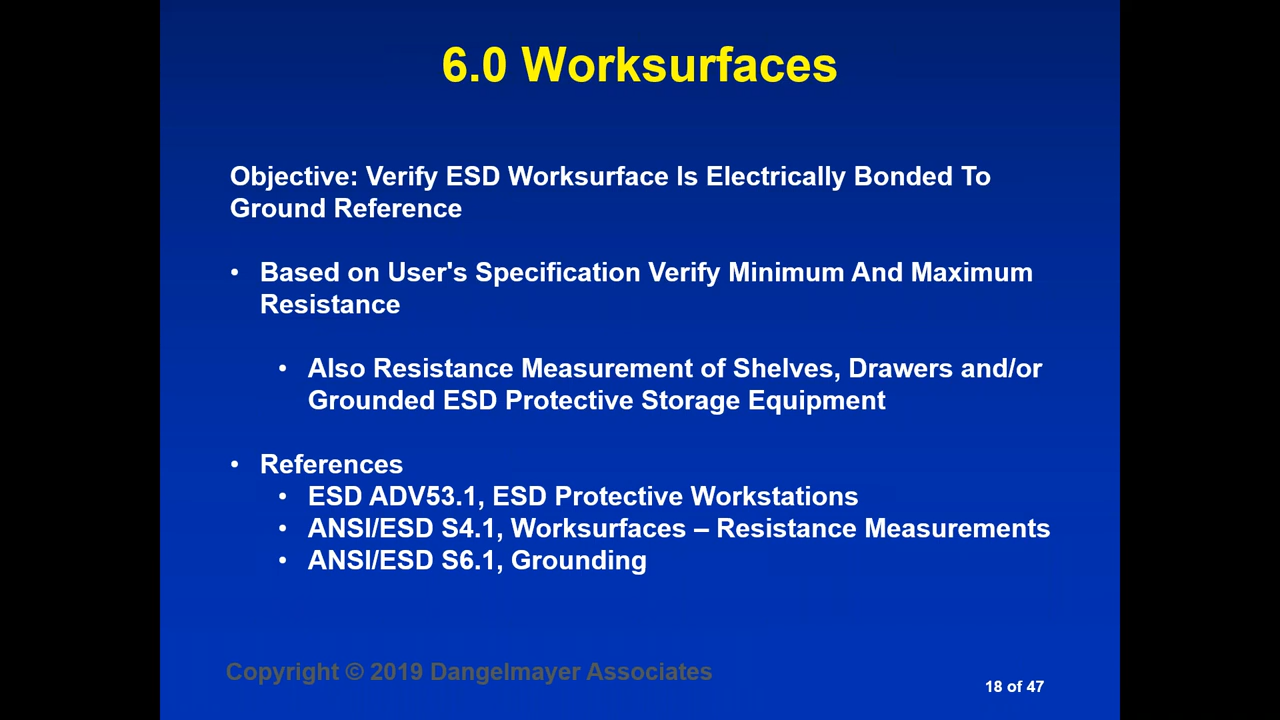 6.0 Worksurfaces
Objective: Verify ESD Worksurface Is Electrically Bonded To
Ground Reference
• Based on User's Specification Verify Minimum And Maximum
Resistance
• Also Resistance Measurement of Shelves, Drawers and/or
Grounded ESD Protective Storage Equipment
• References
• ESD ADV53.1, ESD Protective Workstations
• ANSI/ESD S4.1, Worksurfaces – Resistance Measurements
• ANSI/ESD S6.1, Grounding
Copyright © 2019 Dangelmayer Associates
18 of 47